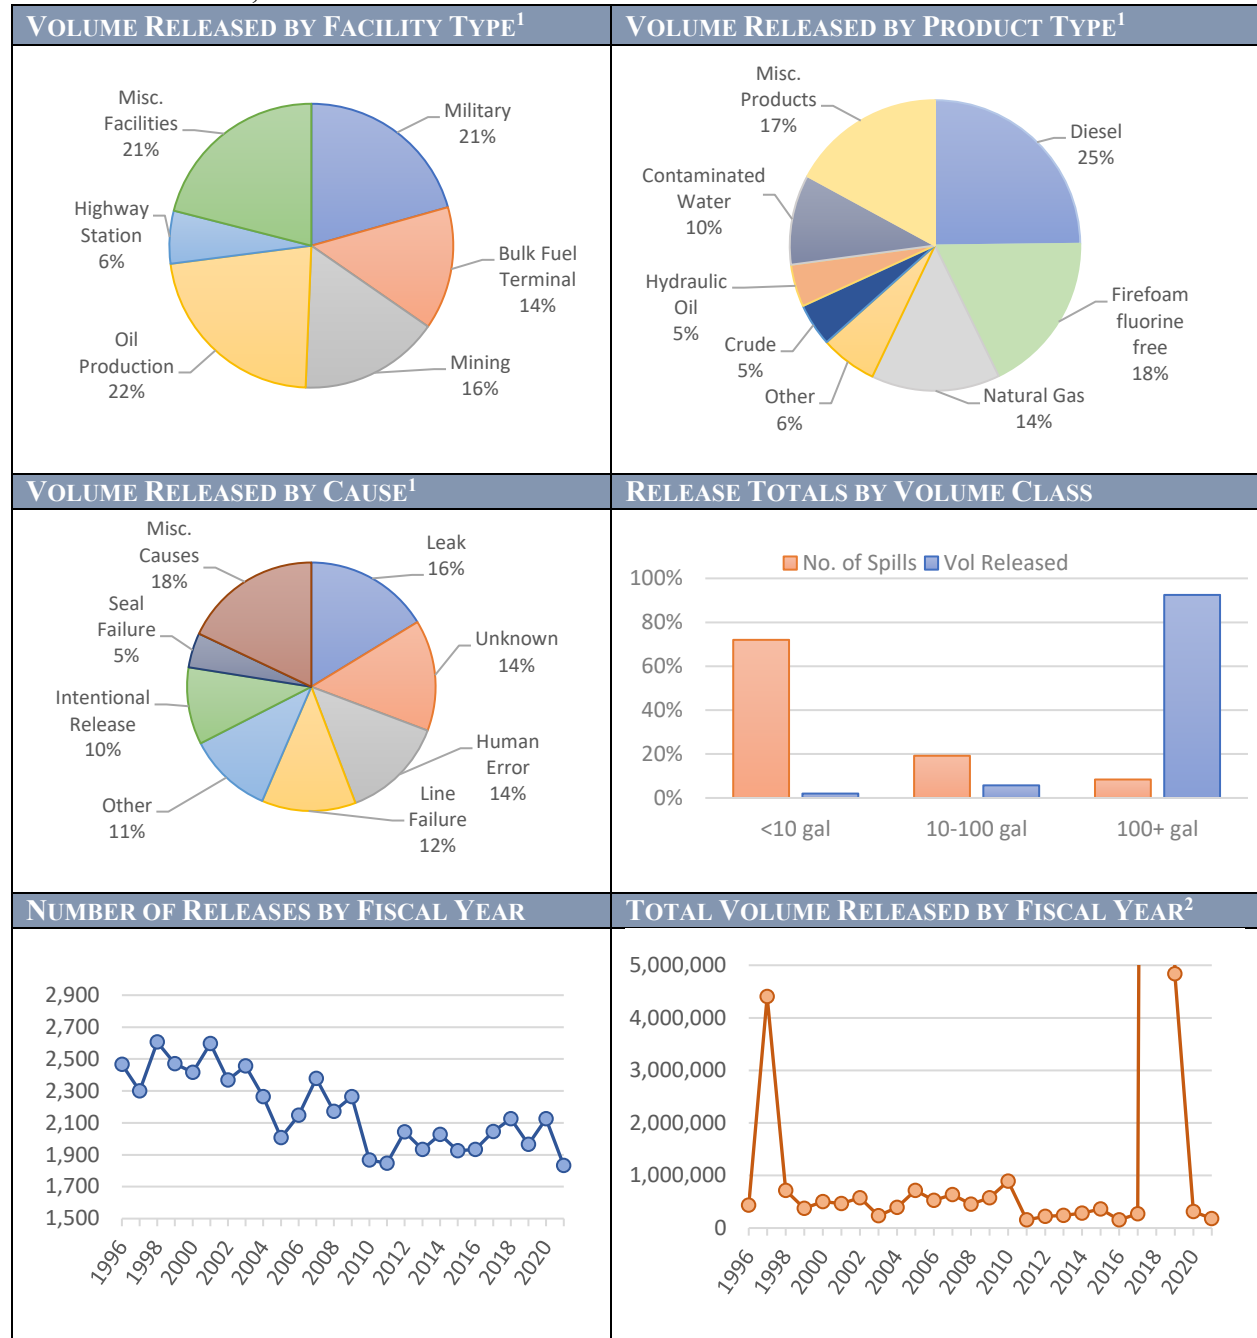 VOLUME RELEASED BY FACILITY TYPE1
Misc.
Facilities
21%
Military
21%
Highway
Station
6%
Bulk Fuel
Terminal
14%
Oil
Production
22%
Mining
16%
VOLUME RELEASED BY PRODUCT TYPE1
Misc.
Products
17%
Diesel
25%
Contaminated
Water
10%
Hydraulic
Oil
5%
Firefoam
fluorine
free
18%
Crude
5%
Other
6%
Natural Gas
14%
VOLUME RELEASED BY CAUSE1
Misc.
Causes
18%
Leak
16%
Seal
Failure
5%
Unknown
14%
Intentional
Release
10%
Human
Error
14%
Other
11%
Line
Failure
12%
RELEASE TOTALS BY VOLUME CLASS
No. of Spills Vol Released
100%
80%
60%
40%
20%
0%
<10 gal 10-100 gal 100+ gal
NUMBER OF RELEASES BY FISCAL YEAR
2,900
2,700
2,500
2,300
2,100
1,900
1,700
1,500
1996 1998 2000 2002 2004 2006 2008 2010 2012 2014 2016 2018 2020
TOTAL VOLUME RELEASED BY FISCAL YEAR2
5,000,000
4,000,000
3,000,000
2,000,000
1,000,000
0
1996 1998 2000 2002 2004 2006 2008 2010 2012 2014 2016 2018 2020